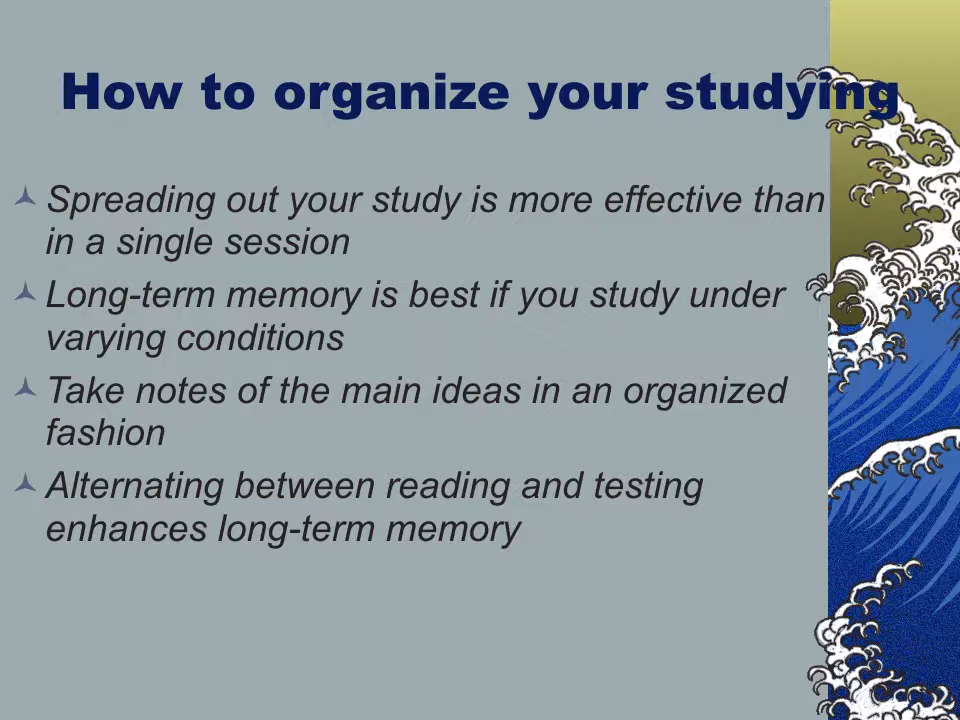 How to organize your studying
Spreading out your study is more effective than
in a single session
Long-term memory is best if you study under
varying conditions
Take notes of the main ideas in an organized
fashion
Alternating between reading and testing
enhances long-term memory